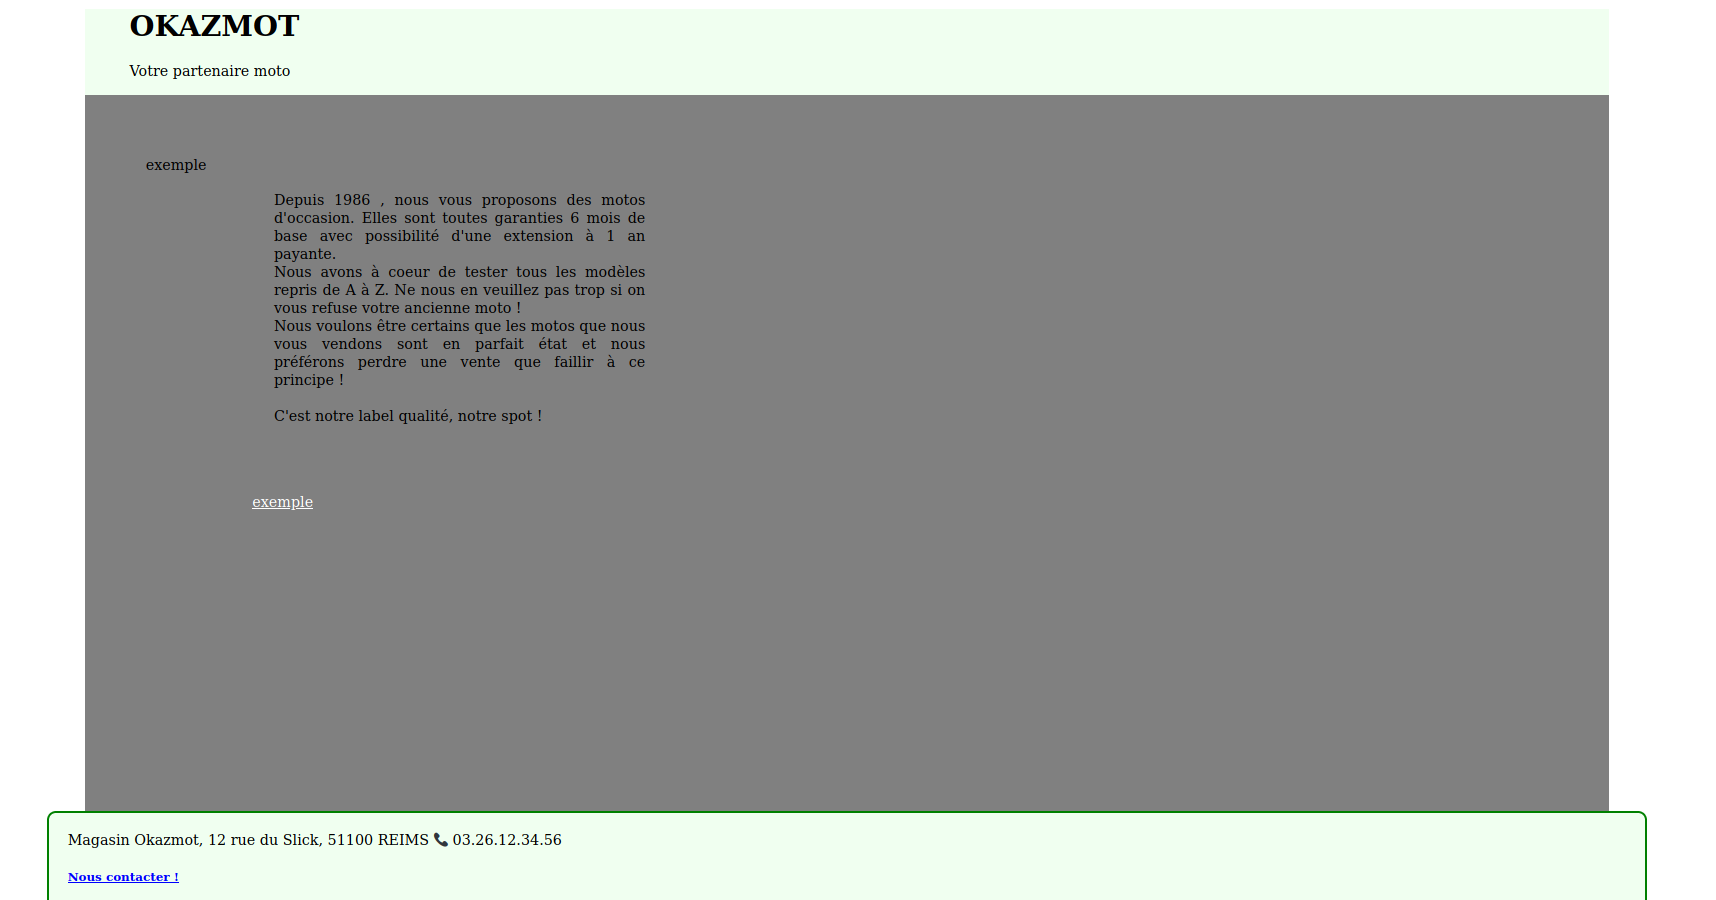 OKAZMOT
Votre partenaire moto
exemple
Depuis 1986 , nous vous proposons des motos
d'occasion. Elles sont toutes garanties 6 mois de
base avec possibilité d'une extension à 1 an
payante.
Nous avons à coeur de tester tous les modèles
repris de A à Z. Ne nous en veuillez pas trop si on
vous refuse votre ancienne moto !
Nous voulons être certains que les motos que nous
vous vendons sont en parfait état et nous
préférons perdre une vente que faillir à ce
principe !
C'est notre label qualité, notre spot !
exemple
Magasin Okazmot, 12 rue du Slick, 51100 REIMS 📞 03.26.12.34.56
Nous contacter !